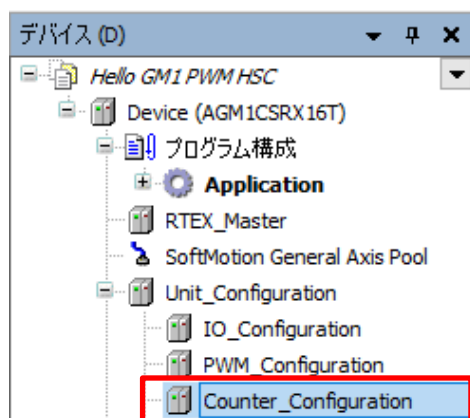 デバイス (D)
Hello GM1 PWM HSC
Device (AGM1CSRX16T)
プログラム構成
Application
RTEX_Master
SoftMotion General Axis Pool
Unit_Configuration
IO_Configuration
PWM_Configuration
Counter_Configuration